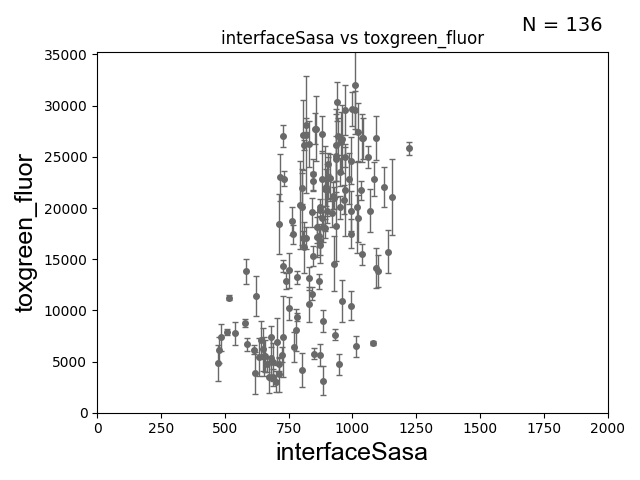 N = 136
interfaceSasa vs toxgreen_fluor
35000
30000
25000
20000
15000
10000
5000
0
toxgreen_fluor
0 250 500 750 1000 1250 1500 1750 2000
interfaceSasa